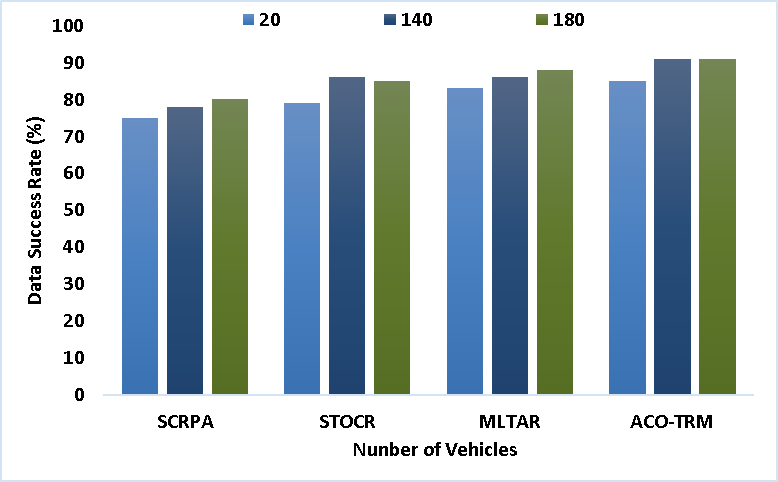 20 140 180
100
90
80
70
60
50
40
30
20
10
0
Data Success Rate (%)
SCRPA STOCR MLTAR ACO-TRM
Nunber of Vehicles